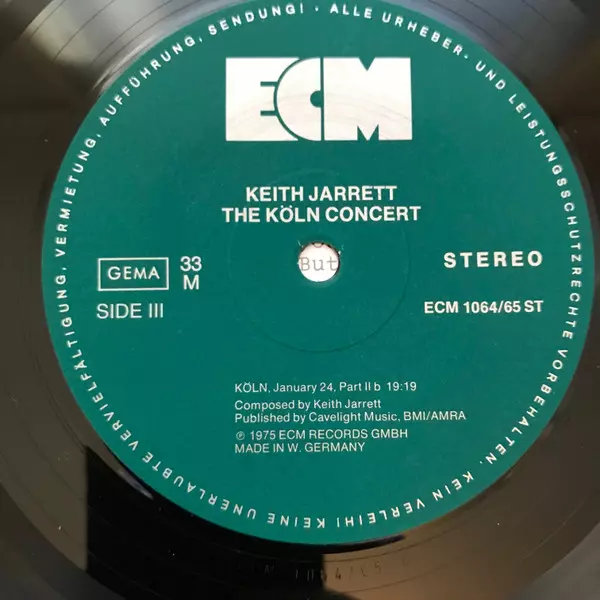 KEINE UNERLAUBTE VERVIELFÄLTIGUNG, VERMIETUNG, AUFFÜHRUNG, SENDUNG! · ALLE URHEBER- UND LEISTUNGSSCHUTZRECHTE VORBEHALTEN. KEIN VERLEIH!
ECM
KEITH JARRETT
THE KÖLN CONCERT
But
GEMA
33
M
STEREO
SIDE III
ECM 1064/65 ST
KÖLN, January 24, Part II b 19:19
Composed by Keith Jarrett
Published by Cavelight Music, BMI/AMRA
℗ 1975 ECM RECORDS GMBH
MADE IN W. GERMANY